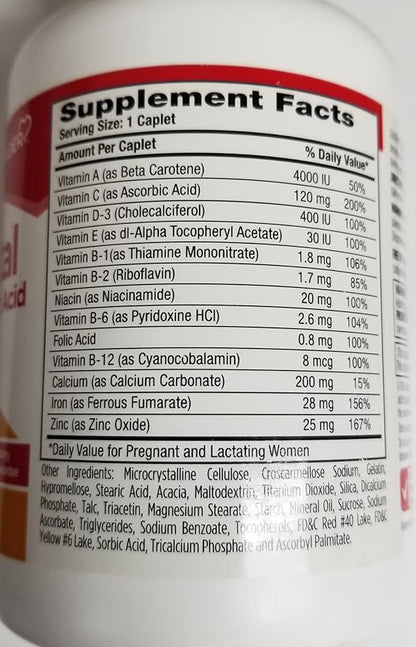 Supplement Facts
Serving Size: 1 Caplet
Amount Per Caplet % Daily Value*
Vitamin A (as Beta Carotene) 4000 IU 50%
Vitamin C (as Ascorbic Acid) 120 mg 200%
Vitamin D-3 (Cholecalciferol) 400 IU 100%
Vitamin E (as dl-Alpha Tocopheryl Acetate) 30 IU 100%
Vitamin B-1(as Thiamine Mononitrate) 1.8 mg 106%
Vitamin B-2 (Riboflavin) 1.7 mg 85%
Niacin (as Niacinamide) 20 mg 100%
Vitamin B-6 (as Pyridoxine HCl) 2.6 mg 104%
Folic Acid 0.8 mg 100%
Vitamin B-12 (as Cyanocobalamin) 8 mcg 100%
Calcium (as Calcium Carbonate) 200 mg 15%
Iron (as Ferrous Fumarate) 28 mg 156%
Zinc (as Zinc Oxide) 25 mg 167%
*Daily Value for Pregnant and Lactating Women
Other Ingredients: Microcrystalline Cellulose, Croscarmellose Sodium, Gelatin,
Hypromellose, Stearic Acid, Acacia, Maltodextrin, Titanium Dioxide, Silica, Dicalcium
Phosphate, Talc, Triacetin, Magnesium Stearate, Starch, Mineral Oil, Sucrose, Sodium
Ascorbate, Triglycerides, Sodium Benzoate, Tocopherols, FD&C Red #40 Lake, FD&C
Yellow #6 Lake, Sorbic Acid, Tricalcium Phosphate and Ascorbyl Palmitate.
Acid